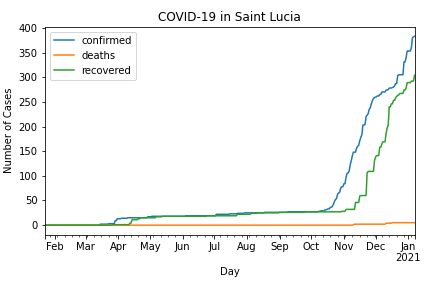 COVID-19 in Saint Lucia
confirmed
deaths
recovered
Number of Cases
400
350
300
250
200
150
100
50
0
Feb Mar Apr May Jun Jul Aug Sep Oct Nov Dec Jan
2021
Day